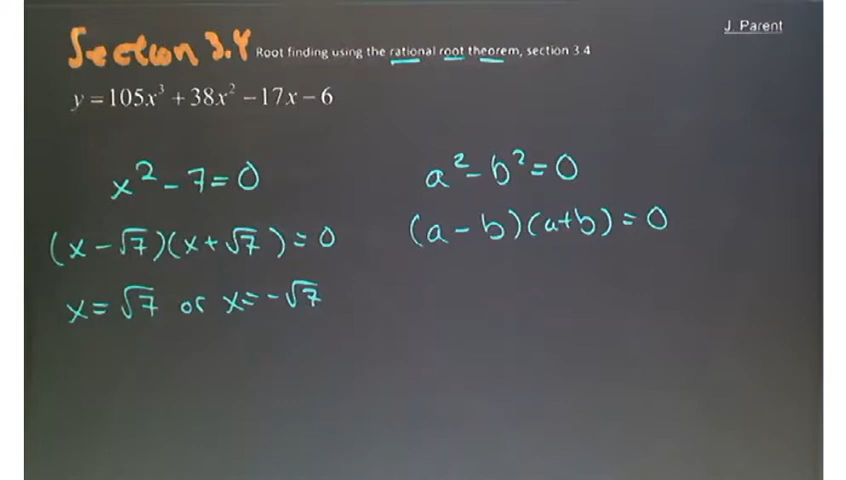 J. Parent
Section 3.4 Root finding using the rational root theorem, section 3.4
y = 105x³ + 38x² − 17x − 6
x² − 7 = 0
a² − b² = 0
(x − √7)(x + √7) = 0
(a − b)(a + b) = 0
x = √7 or x = −√7